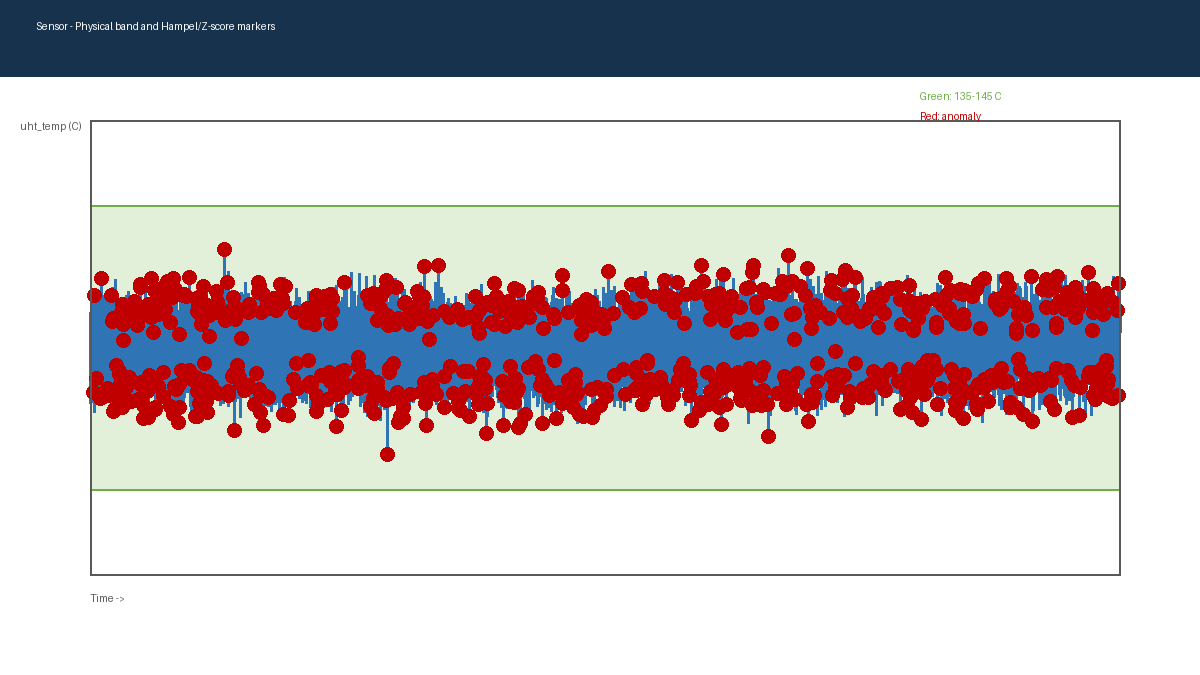 Sensor - Physical band and Hampel/Z-score markers
Green: 135-145 C
Red: anomaly
uht_temp (C)
Time ->